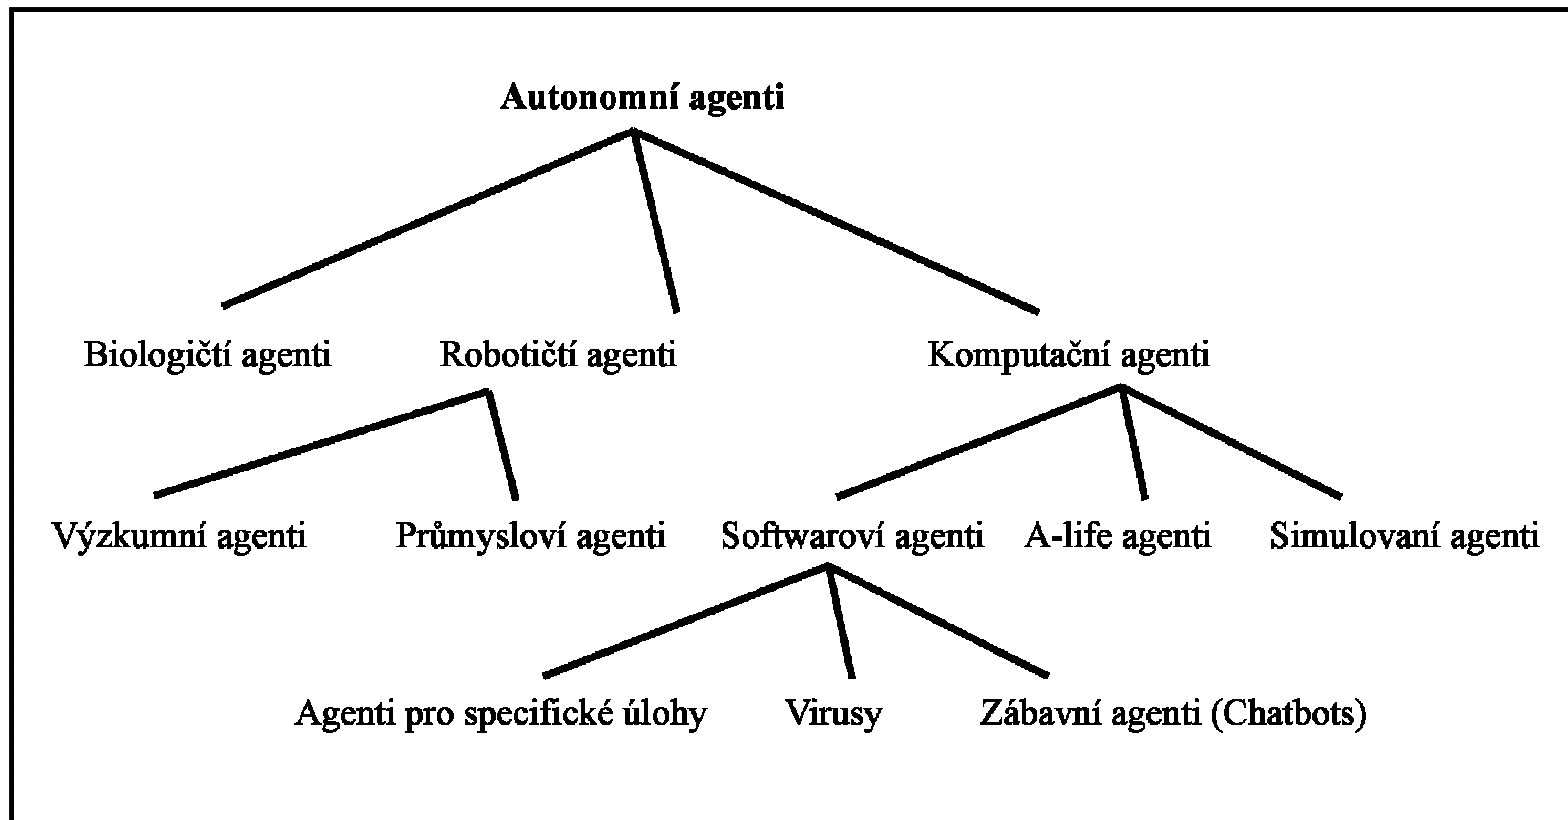 Autonomní agenti
Biologičtí agenti
Robotičtí agenti
Komputační agenti
Výzkumní agenti
Průmysloví agenti
Softwaroví agenti
A-life agenti
Simulovaní agenti
Agenti pro specifické úlohy
Virusy
Zábavní agenti (Chatbots)